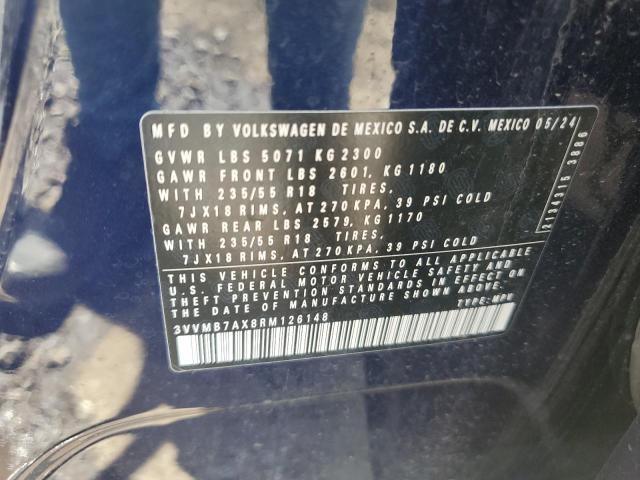 MFD BY VOLKSWAGEN DE MEXICO S.A. DE C.V. MEXICO 05/24
GVWR LBS 5071 KG 2300
GAWR FRONT LBS 2601, KG 1180
WITH 235/55 R18 TIRES,
7JX18 RIMS, AT 270 KPA, 39 PSI COLD
GAWR REAR LBS 2579, KG 1170
WITH 235/55 R18 TIRES,
7JX18 RIMS, AT 270 KPA, 39 PSI COLD
THIS VEHICLE CONFORMS TO ALL APPLICABLE
U.S. FEDERAL MOTOR VEHICLE SAFETY AND
THEFT PREVENTION STANDARDS IN EFFECT ON
THE DATE OF MANUFACTURE SHOWN ABOVE.
3VVMB7AX8RM126148 TYPE: MPV
2134315 3886